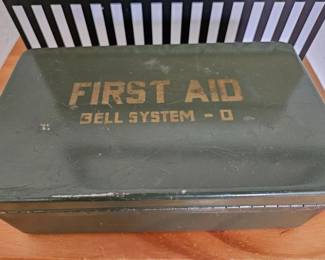 FIRST AID
BELL SYSTEM - D